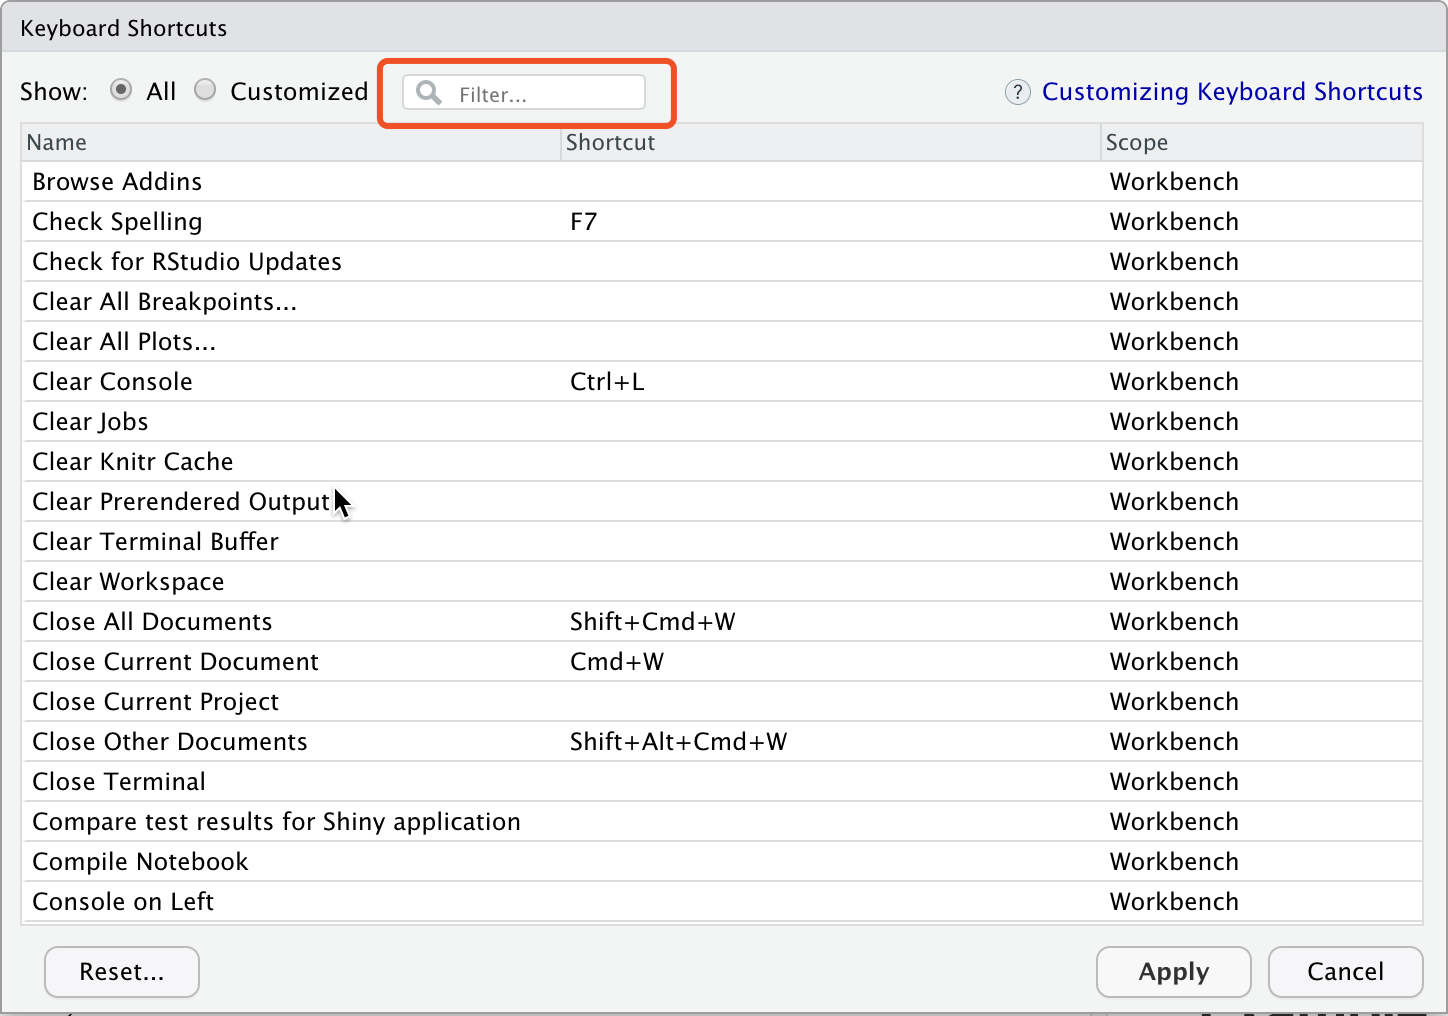 Keyboard Shortcuts
Show: All Customized Filter... ? Customizing Keyboard Shortcuts
Name Shortcut Scope
Browse Addins Workbench
Check Spelling F7 Workbench
Check for RStudio Updates Workbench
Clear All Breakpoints... Workbench
Clear All Plots... Workbench
Clear Console Ctrl+L Workbench
Clear Jobs Workbench
Clear Knitr Cache Workbench
Clear Prerendered Output Workbench
Clear Terminal Buffer Workbench
Clear Workspace Workbench
Close All Documents Shift+Cmd+W Workbench
Close Current Document Cmd+W Workbench
Close Current Project Workbench
Close Other Documents Shift+Alt+Cmd+W Workbench
Close Terminal Workbench
Compare test results for Shiny application Workbench
Compile Notebook Workbench
Console on Left Workbench
Reset... Apply Cancel